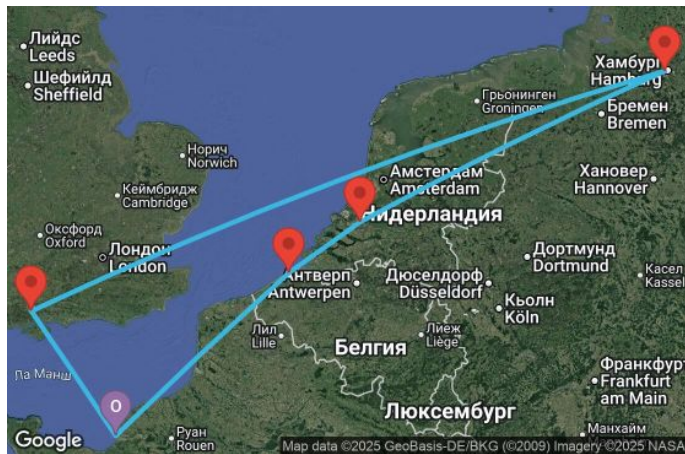 Лийдс
Leeds
Шефийлд
Sheffield
Хамбург
Hamburg
Грьонинген
Groningen
Бремен
Bremen
Норич
Norwich
Амстердам
Amsterdam
Хановер
Hannover
Кеймбридж
Cambridge
Нидерландия
Оксфорд
Oxford
Лондон
London
Дортмунд
Dortmund
Антверп
Antwerpen
Дюселдорф
Düsseldorf
Касел
Kassel
Кьолн
Köln
Лил
Lille
Лиеж
Liège
Белгия
Ла Манш
Франкфурт
Frankfurt
am Main
O
Люксембург
Руан
Rouen
Манхайм
Google
Map data ©2025 GeoBasis-DE/BKG (©2009) Imagery ©2025 NASA